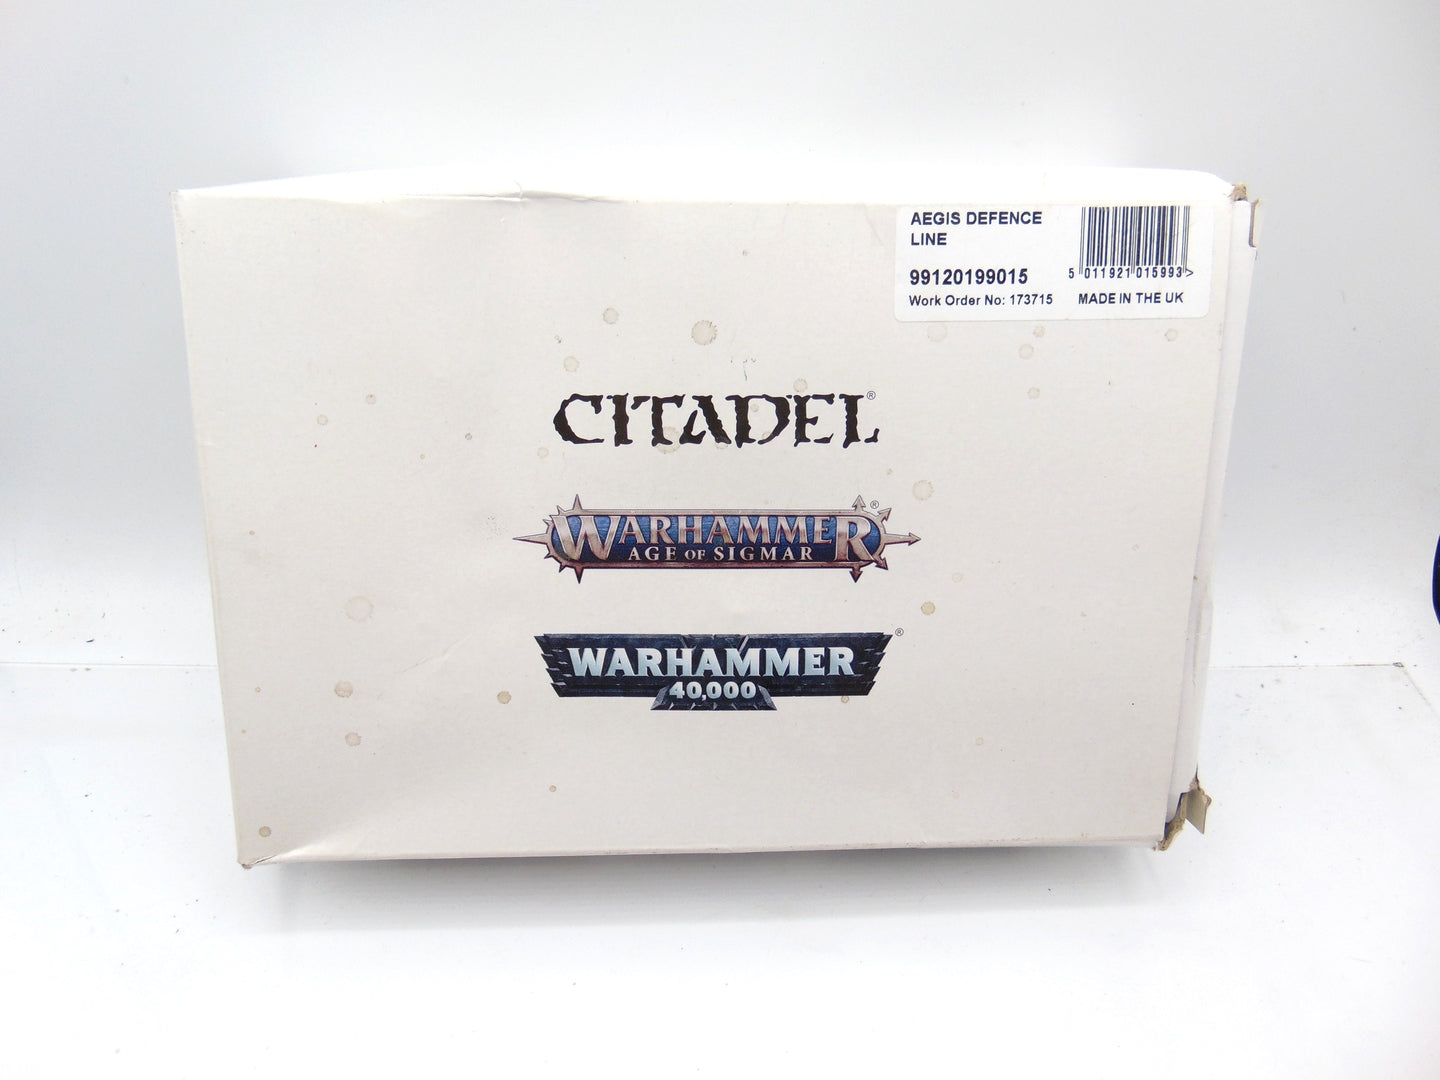 AEGIS DEFENCE
LINE
99120199015
Work Order No: 173715
5 011921 015993 >
MADE IN THE UK
CITADEL®
WARHAMMER®
AGE OF SIGMAR
WARHAMMER®
40,000